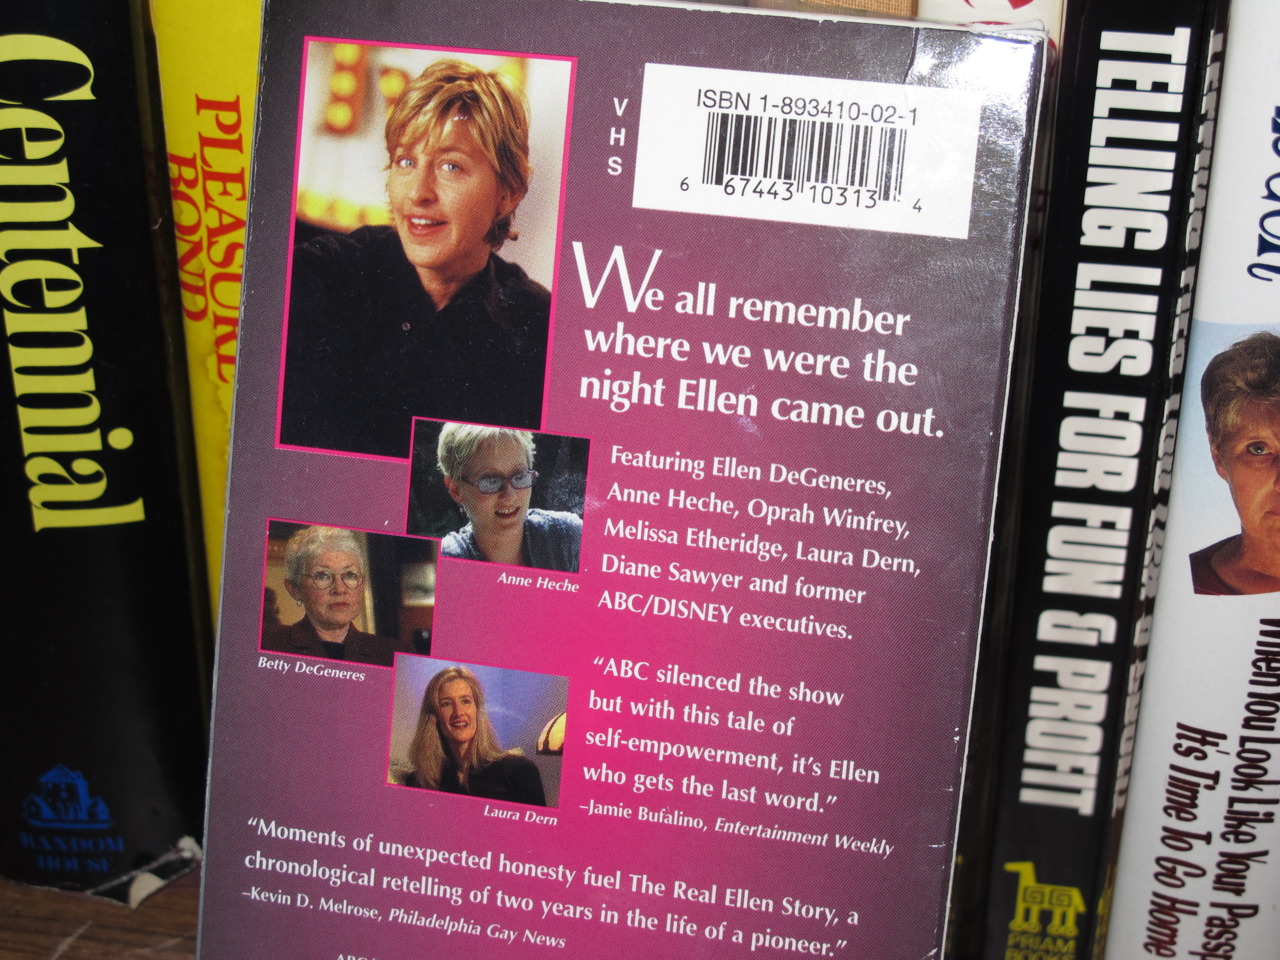 Centennial
RANDOM
HOUSE
PLEASURE
BOND
VHS
ISBN 1-893410-02-1
6 67443 10313 4
We all remember
where we were the
night Ellen came out.
Featuring Ellen DeGeneres,
Anne Heche, Oprah Winfrey,
Melissa Etheridge, Laura Dern,
Diane Sawyer and former
ABC/DISNEY executives.
Anne Heche
Betty DeGeneres
Laura Dern
“ABC silenced the show
but with this tale of
self-empowerment, it’s Ellen
who gets the last word.”
–Jamie Bufalino, Entertainment Weekly
“Moments of unexpected honesty fuel The Real Ellen Story, a
chronological retelling of two years in the life of a pioneer.”
–Kevin D. Melrose, Philadelphia Gay News
TELLING LIES FOR FUN & PROFIT
PRIAM
BOOKS
When You Look Like Your Passp
It's Time To Go Home